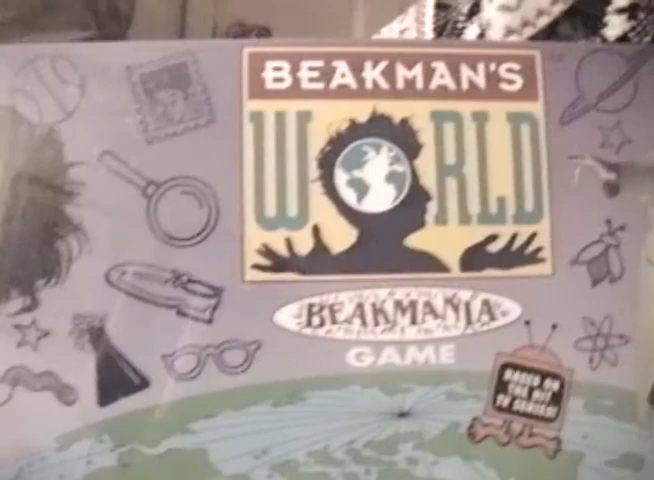 BEAKMAN'S
WORLD
BEAKMANIA
GAME
BASED ON
THE HIT
TV SERIES!